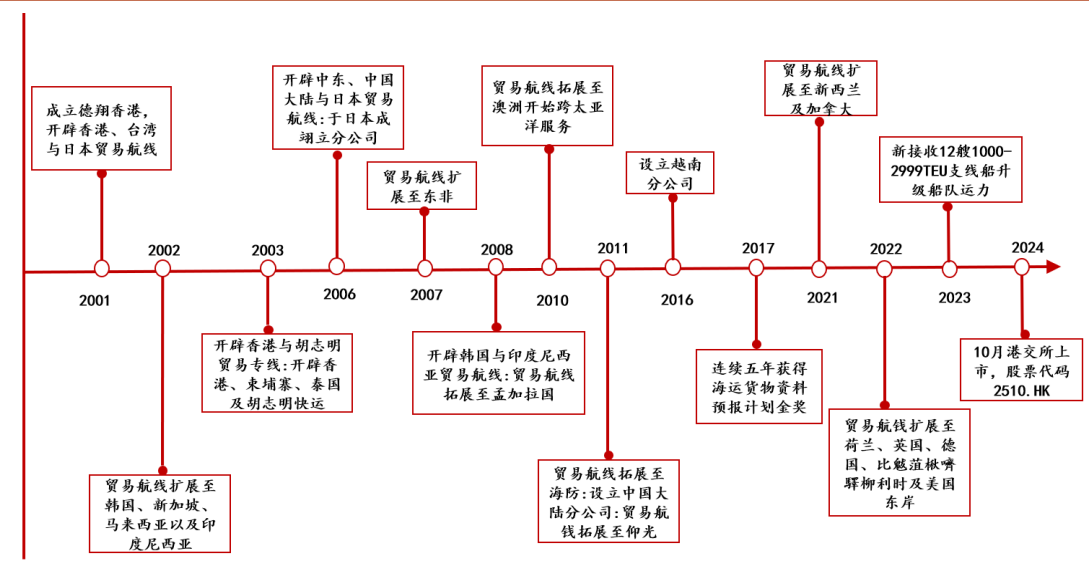 成立德翔香港，
开辟香港、台湾
与日本贸易航线
2001
2002
贸易航线扩展至
韩国、新加坡、
马来西亚以及印
度尼西亚
2003
开辟香港与胡志明
贸易专线:开辟香
港、柬埔寨、泰国
及胡志明快运
开辟中东、中国
大陆与日本贸易
航线:于日本成
翊立分公司
2006
贸易航线扩
展至东非
2007
2008
开辟韩国与印度尼西
亚贸易航线:贸易航线
拓展至孟加拉国
贸易航线拓展至
澳洲开始跨太亚
洋服务
2010
2011
贸易航线拓展至
海防:设立中国大
陆分公司:贸易航
钱拓展至仰光
设立越南
分公司
2016
2017
连续五年获得
海运货物资料
预报计划金奖
贸易航线扩
展至新西兰
及加拿大
2021
2022
贸易航钱扩展至
荷兰、英国、德
国、比魃菹楸嚌
驿柳利时及美国
东岸
新接收12艘1000-
2999TEU支线船升
级船队运力
2023
2024
10月港交所上
市，股票代码
2510.HK